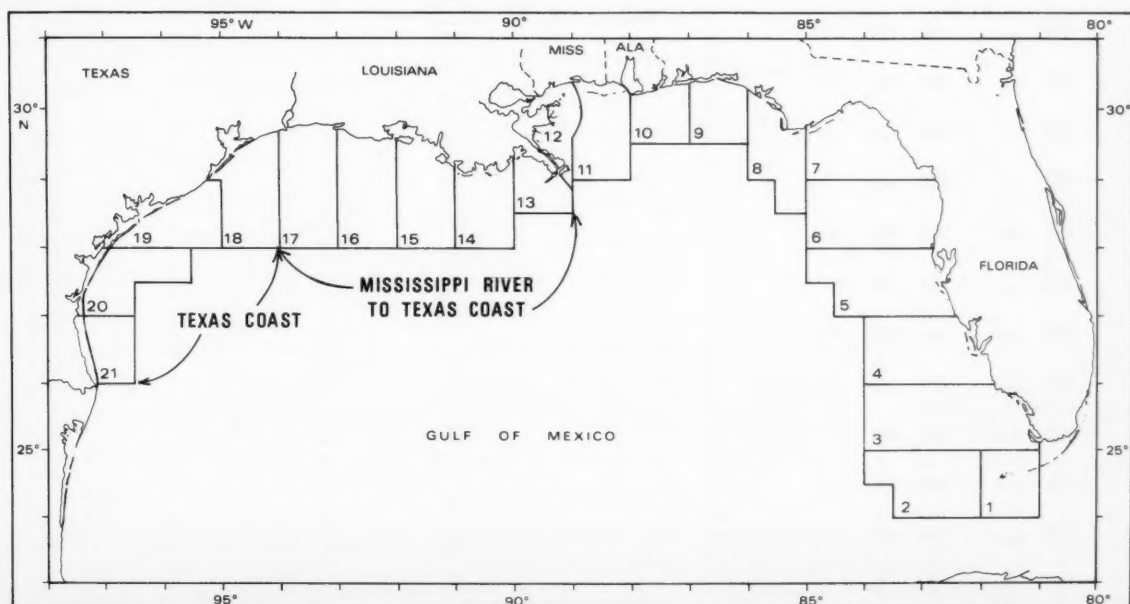 95° W 90° 85° 80°
MISS ALA
TEXAS LOUISIANA
30°
N
30°
12
10 9
11 8 7
13
19 18 17 16 15 14 6
FLORIDA
MISSISSIPPI RIVER
TO TEXAS COAST
5
20
TEXAS COAST
21 4
GULF OF MEXICO
3
25° 25°
2 1
95° 90° 85° 80°